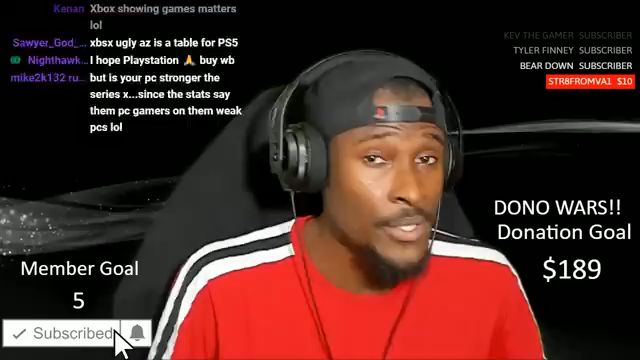 Kenan Xbox showing games matters
lol
Sawyer_God_... xbsx ugly az is a table for PS5
Nighthawk... I hope Playstation 🙏 buy wb
mike2k132 ru... but is your pc stronger the
series x...since the stats say
them pc gamers on them weak
pcs lol
KEV THE GAMER SUBSCRIBER
TYLER FINNEY SUBSCRIBER
BEAR DOWN SUBSCRIBER
STR8FROMVA1 $10
DONO WARS!!
Donation Goal
$189
Member Goal
5
Subscribed